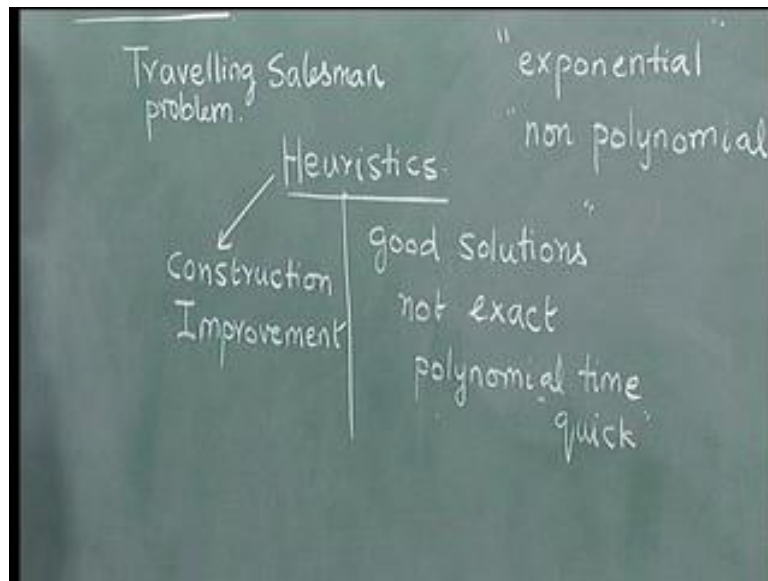 Travelling Salesman
problem.
"exponential"
"non polynomial
Heuristics.
Construction
Improvement
good solutions"
not exact
polynomial time
quick"